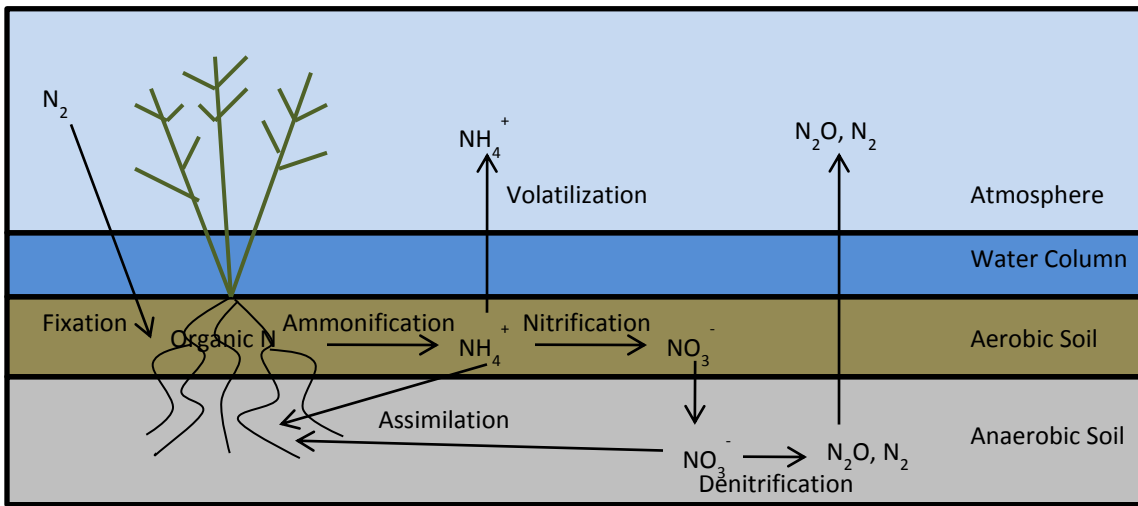 N₂
NH₄⁺
N₂O, N₂
Volatilization
Atmosphere
Water Column
Fixation
Organic N
Ammonification
NH₄⁺
Nitrification
NO₃⁻
Aerobic Soil
Assimilation
NO₃⁻
N₂O, N₂
Anaerobic Soil
Denitrification